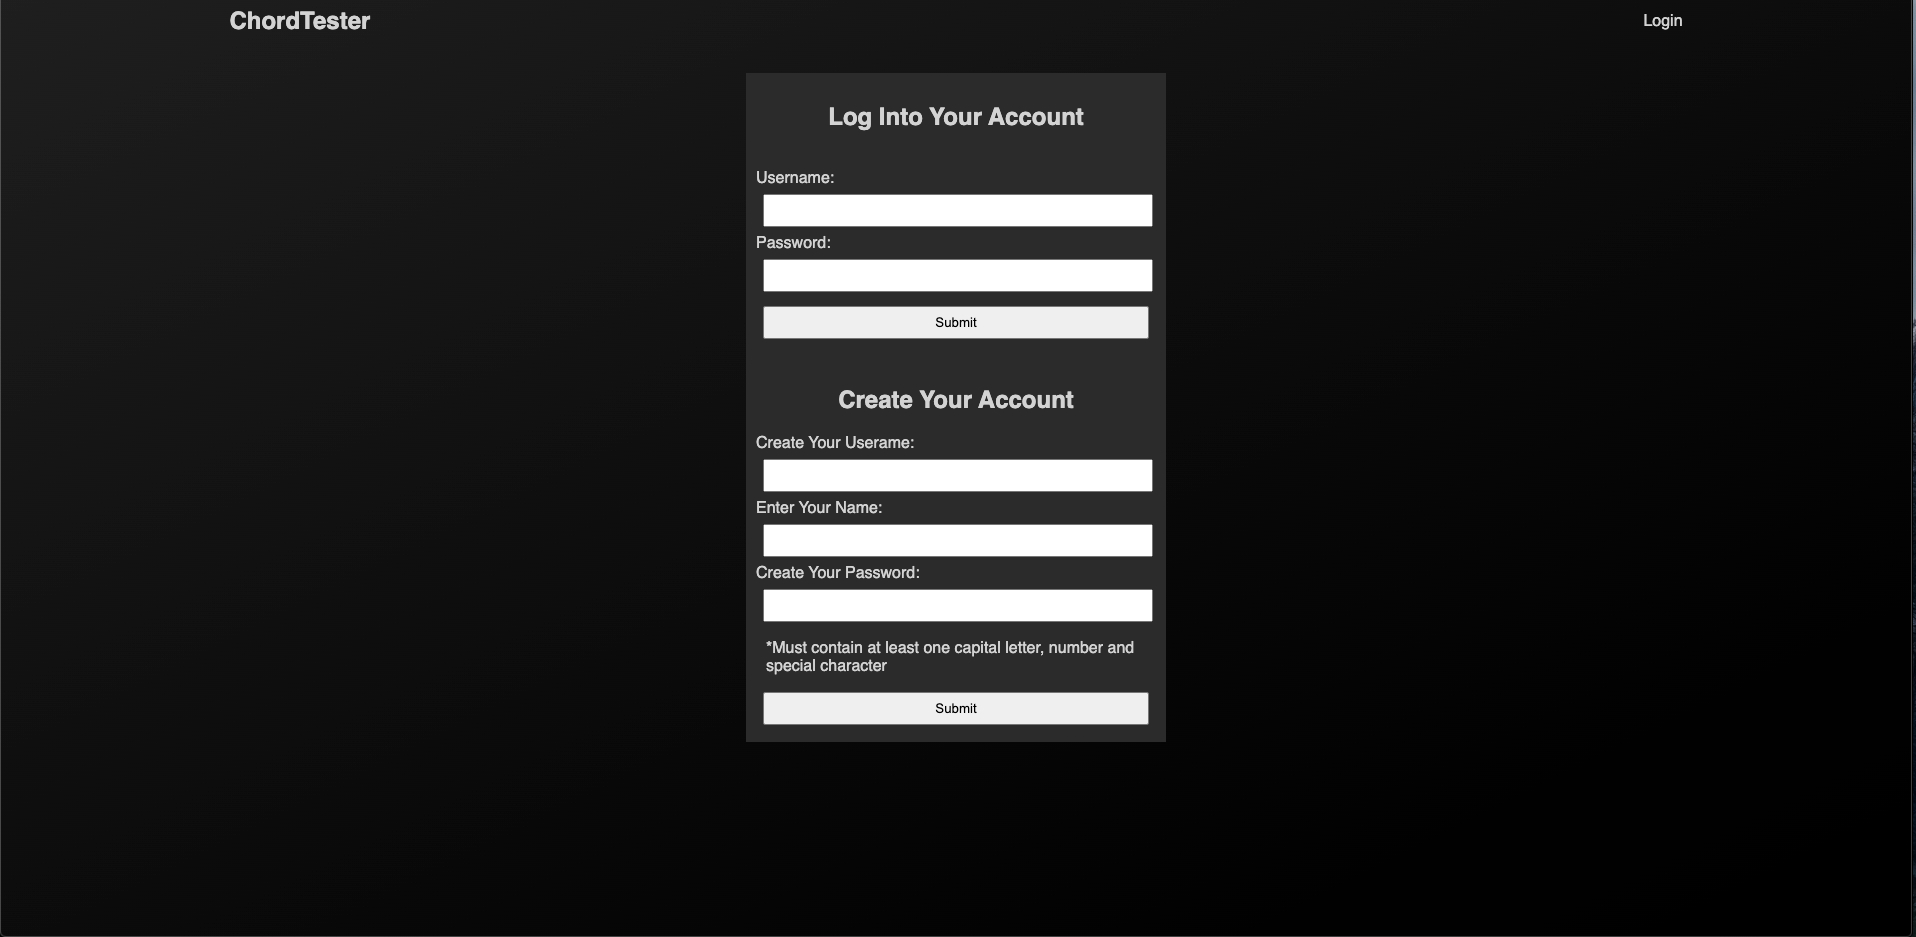 ChordTester
Login
Log Into Your Account
Username:
Password:
Submit
Create Your Account
Create Your Userame:
Enter Your Name:
Create Your Password:
*Must contain at least one capital letter, number and
special character
Submit